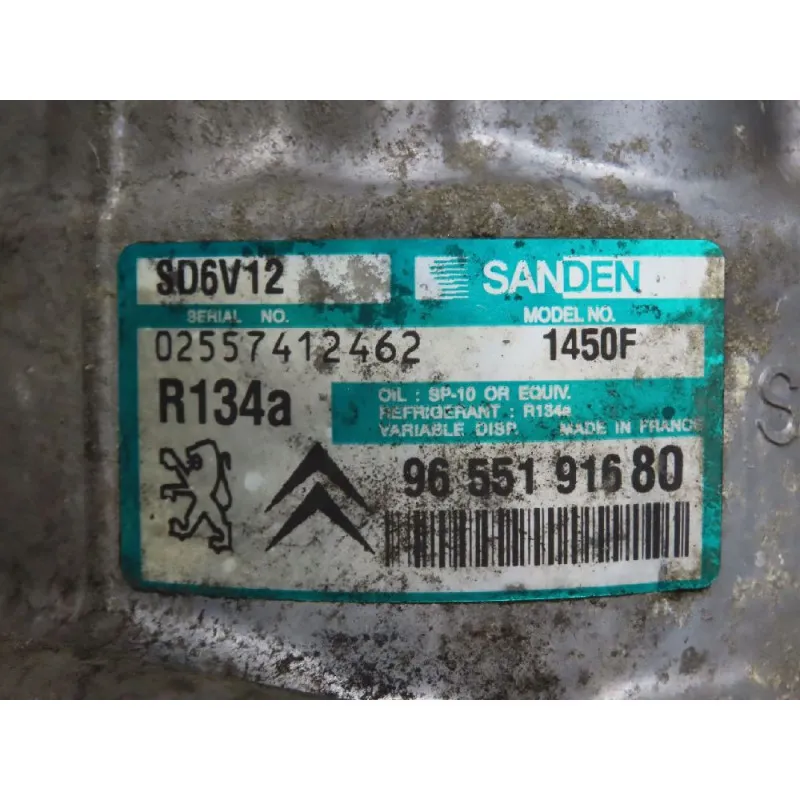 SD6V12
SANDEN
SERIAL NO.
MODEL NO.
02557412462
1450F
R134a
OIL : SP-10 OR EQUIV.
REFRIGERANT : R134a
VARIABLE DISP. MADE IN FRANCE
96 551 916 80
S